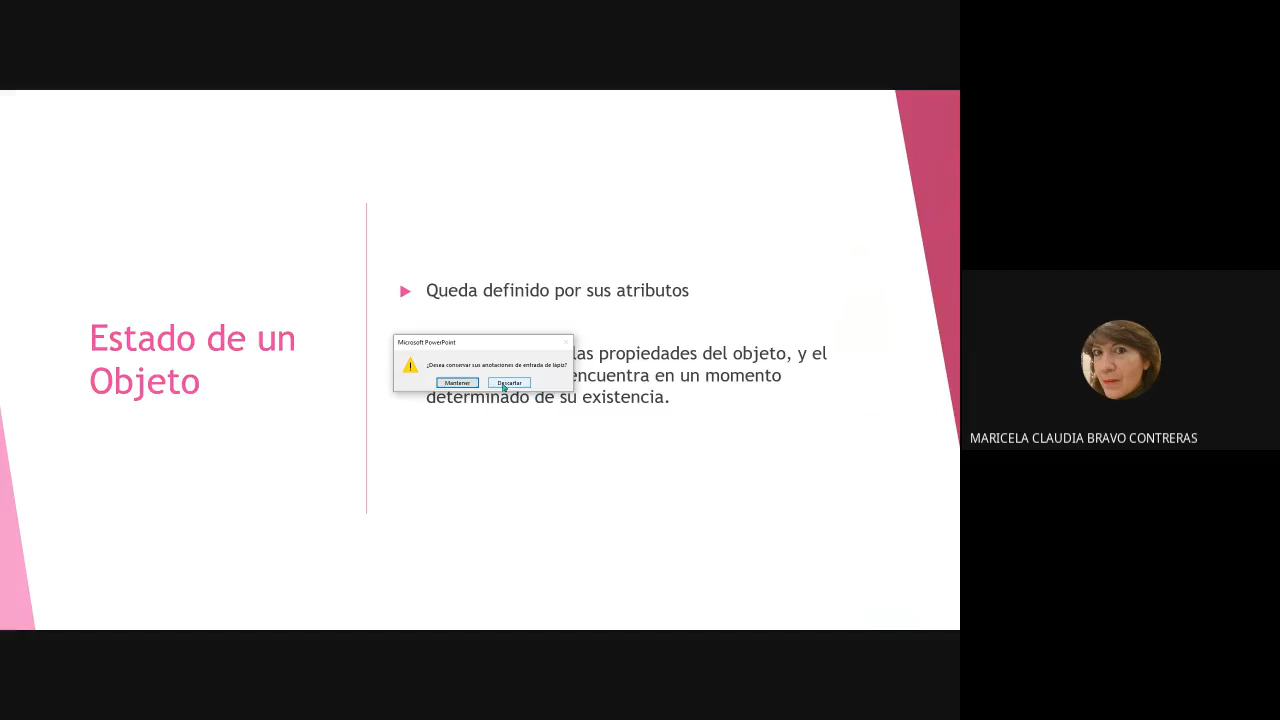 Estado de un
Objeto
Queda definido por sus atributos
las propiedades del objeto, y el
encuentra en un momento
determinado de su existencia.
Microsoft PowerPoint
¿Desea conservar sus anotaciones de entrada de lápiz?
Mantener Descartar
MARICELA CLAUDIA BRAVO CONTRERAS